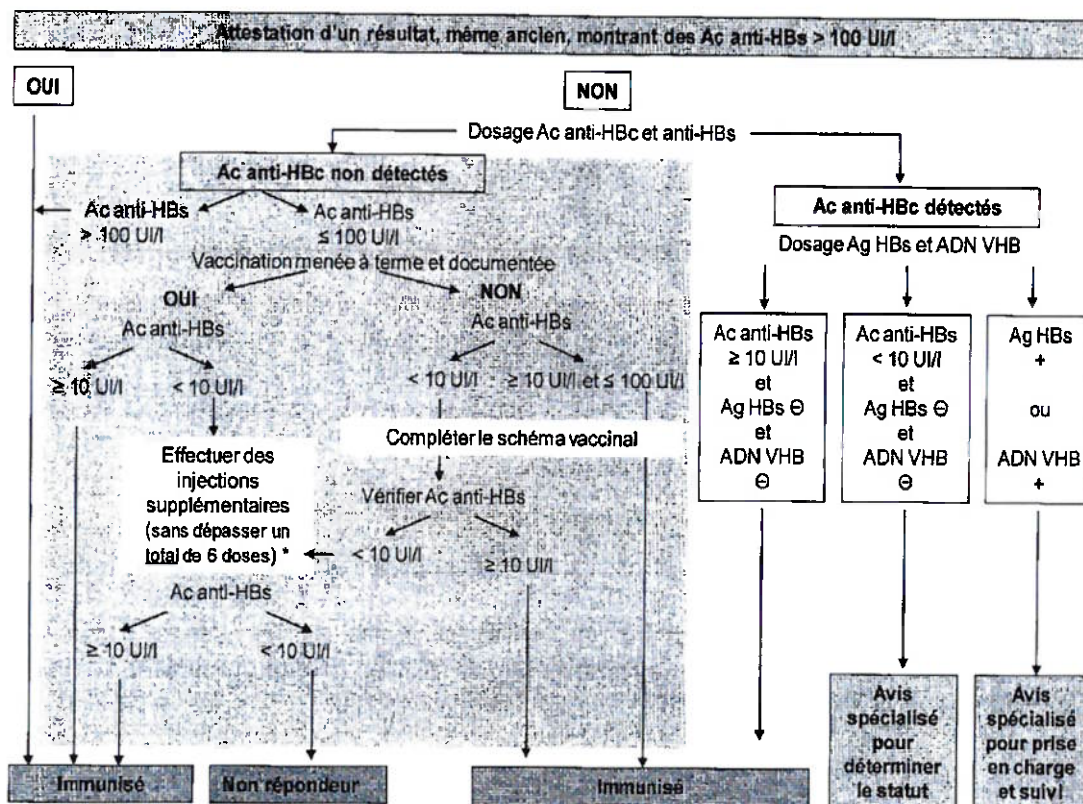 Attestation d'un résultat, même ancien, montrant des Ac anti-HBs > 100 UI/l
OUI
NON
Dosage Ac anti-HBc et anti-HBs
Ac anti-HBc non détectés
Ac anti-HBs
> 100 UI/l
Ac anti-HBs
≤ 100 UI/l
Vaccination menée à terme et documentée
OUI
Ac anti-HBs
≥ 10 UI/l
< 10 UI/l
NON
Ac anti-HBs
< 10 UI/l
≥ 10 UI/l et ≤ 100 UI/l
Effectuer des
injections
supplémentaires
(sans dépasser un
total de 6 doses) *
Compléter le schéma vaccinal
Vérifier Ac anti-HBs
< 10 UI/l
≥ 10 UI/l
Ac anti-HBs
≥ 10 UI/l
< 10 UI/l
Ac anti-HBc détectés
Dosage Ag HBs et ADN VHB
Ac anti-HBs
≥ 10 UI/l
et
Ag HBs ⊖
et
ADN VHB
⊖
Ac anti-HBs
< 10 UI/l
et
Ag HBs ⊖
et
ADN VHB
⊖
Ag HBs
+
ou
ADN VHB
+
Immunisé
Non répondeur
Immunisé
Avis
spécialisé
pour
déterminer
le statut
Avis
spécialisé
pour prise
en charge
et suivi